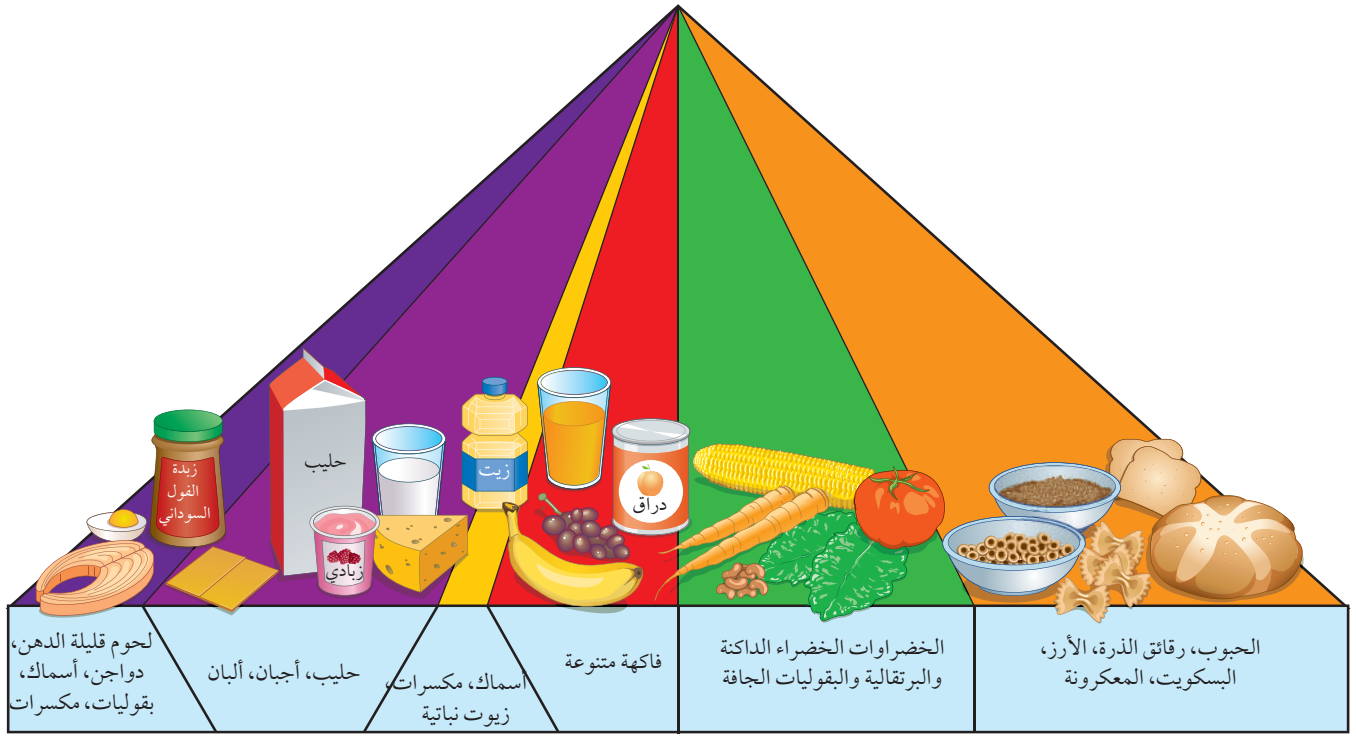 زبدة
الفول
السوداني
حليب
زبادي
زيت
دراق
الحبوب، رقائق الذرة، الأرز،
البسكويت، المعكرونة
الخضراوات الخضراء الداكنة
والبرتقالية والبقوليات الجافة
فاكهة متنوعة
أسماك، مكسرات،
زيوت نباتية
حليب، أجبان، ألبان
لحوم قليلة الدهن،
دواجن، أسماك،
بقوليات، مكسرات